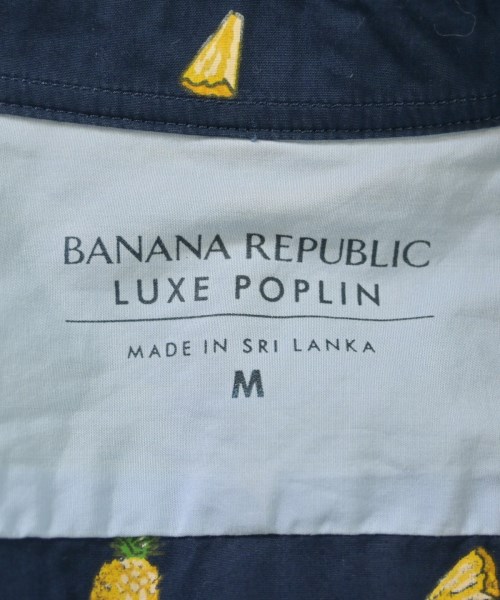 BANANA REPUBLIC
LUXE POPLIN
MADE IN SRI LANKA
M